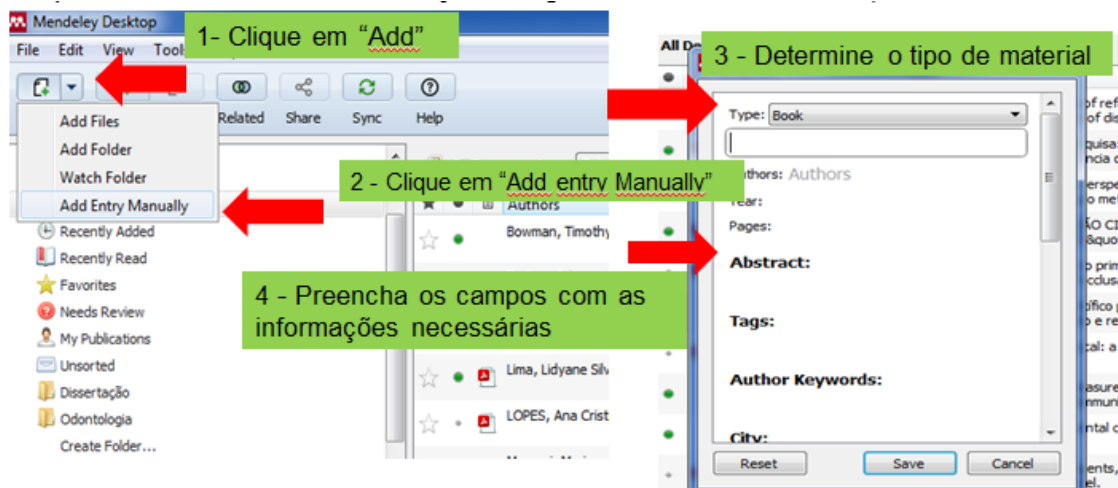 Mendeley Desktop
1- Clique em “Add”
File Edit View
Related Share Sync Help
Add Files
Add Folder
Watch Folder
Add Entry Manually
2 - Clique em “Add entry Manually”
Authors
Recently Added
Bowman, Timothy
Recently Read
Favorites
Needs Review
My Publications
Unsorted
Dissertação
Odontologia
Create Folder...
4 - Preencha os campos com as
informações necessárias
Lima, Lidyane
LOPES, Ana Crist
3 - Determine o tipo de material
Type: Book
Authors
Year:
Pages:
Abstract:
Tags:
Author Keywords:
City:
Reset Save Cancel